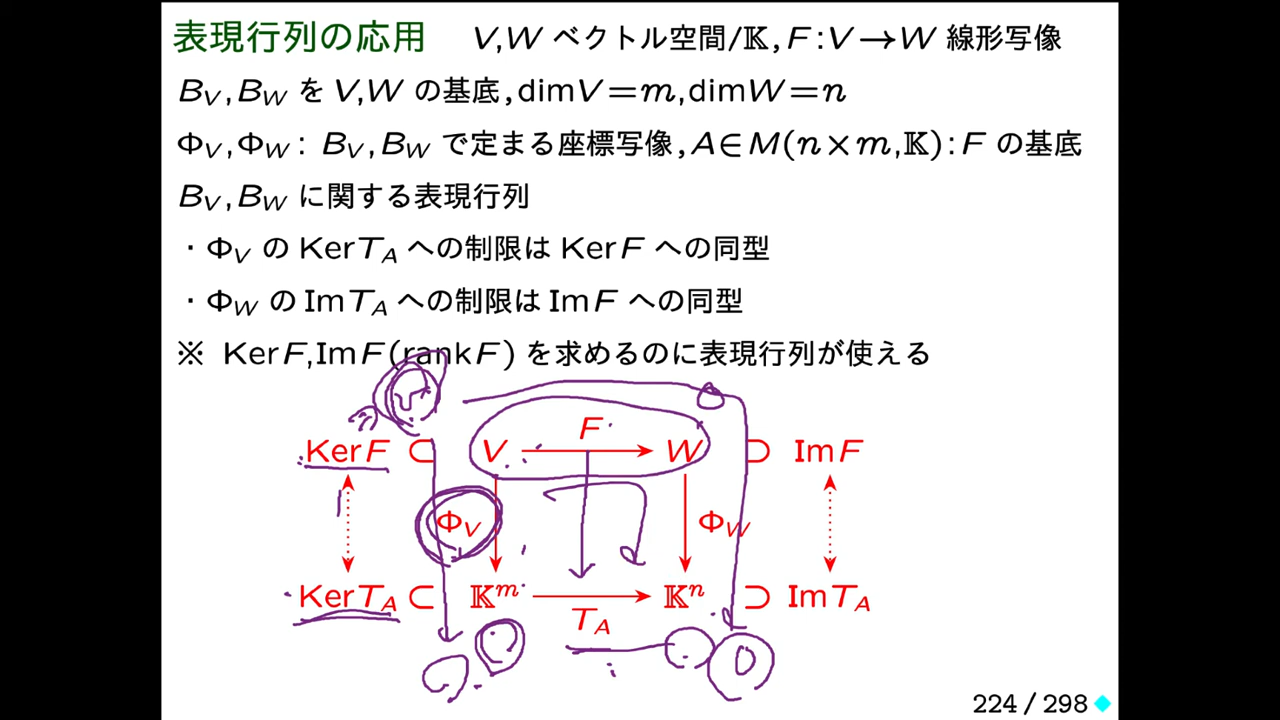 表現行列の応用 V,W ベクトル空間/𝕂,F:V→W 線形写像
B_V,B_W を V,W の基底,dimV=m,dimW=n
Φ_V,Φ_W: B_V,B_W で定まる座標写像,A∈M(n×m,𝕂):F の基底
B_V,B_W に関する表現行列
・Φ_V の KerT_A への制限は KerF への同型
・Φ_W の ImT_A への制限は ImF への同型
※ KerF,ImF(rankF) を求めるのに表現行列が使える
F
KerF ⊂ V → W ⊃ ImF
Φ_V Φ_W
KerT_A ⊂ 𝕂^m → 𝕂^n ⊃ ImT_A
T_A
224 / 298